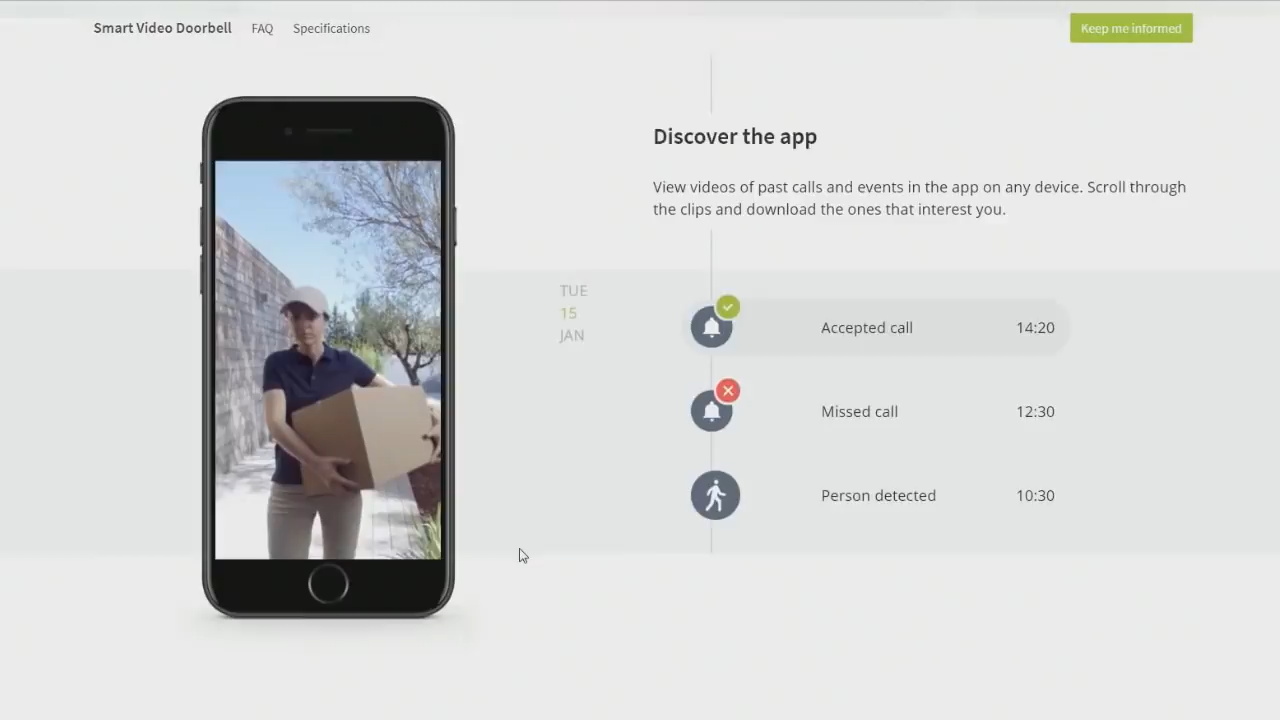 Smart Video Doorbell FAQ Specifications Keep me informed
Discover the app
View videos of past calls and events in the app on any device. Scroll through
the clips and download the ones that interest you.
TUE
15
JAN
Accepted call 14:20
Missed call 12:30
Person detected 10:30